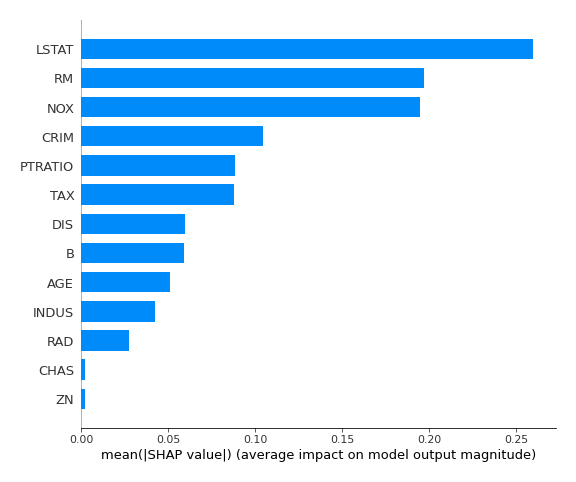 LSTAT
RM
NOX
CRIM
PTRATIO
TAX
DIS
B
AGE
INDUS
RAD
CHAS
ZN
0.00 0.05 0.10 0.15 0.20 0.25
mean(|SHAP value|) (average impact on model output magnitude)